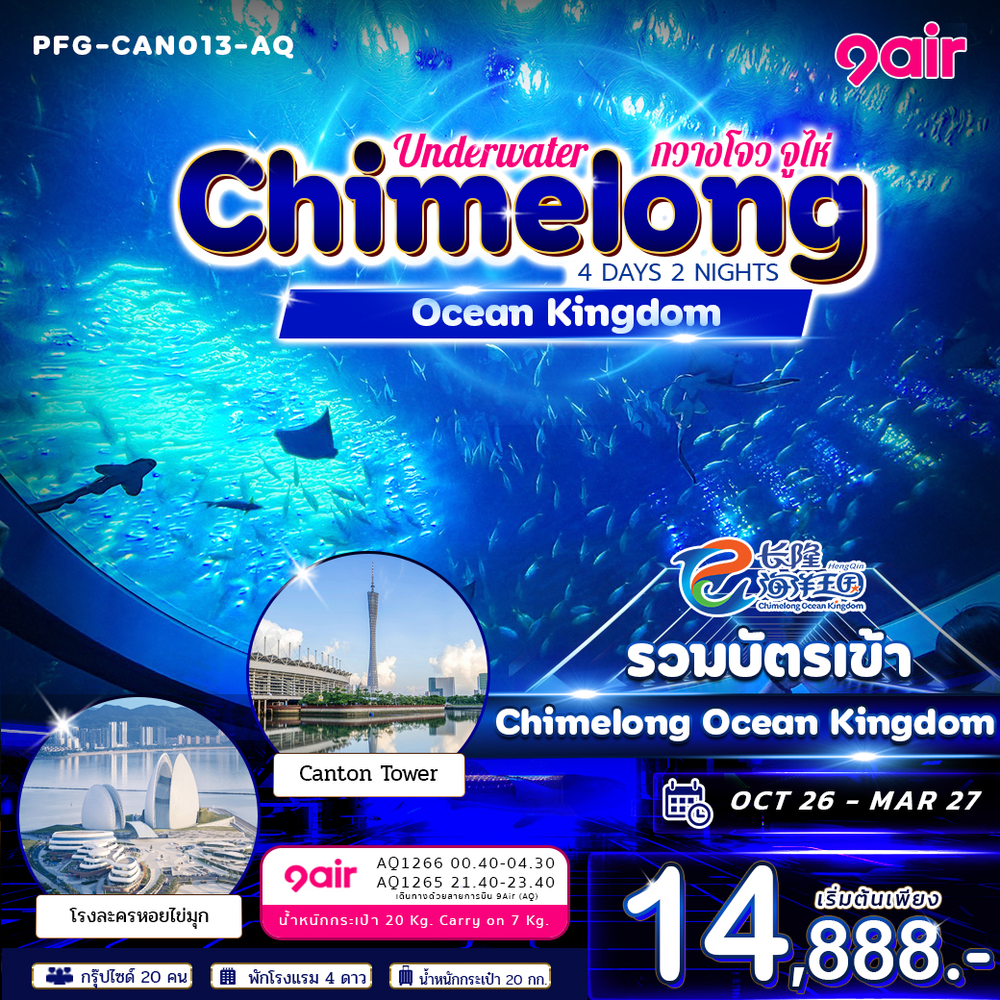 PFG-CAN013-AQ
9air
Underwater กวางโจว จูไห่
Chimelong
4 DAYS 2 NIGHTS
Ocean Kingdom
长隆
HengQin
海洋王国
Chimelong Ocean Kingdom
รวมบัตรเข้า
Chimelong Ocean Kingdom
Canton Tower
OCT 26 - MAR 27
9air
AQ1266 00.40-04.30
AQ1265 21.40-23.40
เดินทางด้วยสายการบิน 9Air (AQ)
น้ำหนักกระเป๋า 20 Kg. Carry on 7 Kg.
โรงละครหอยไข่มุก
เริ่มต้นเพียง
14,888.-
กรุ๊ปไซด์ 20 คน
พักโรงแรม 4 ดาว
น้ำหนักกระเป๋า 20 กก.